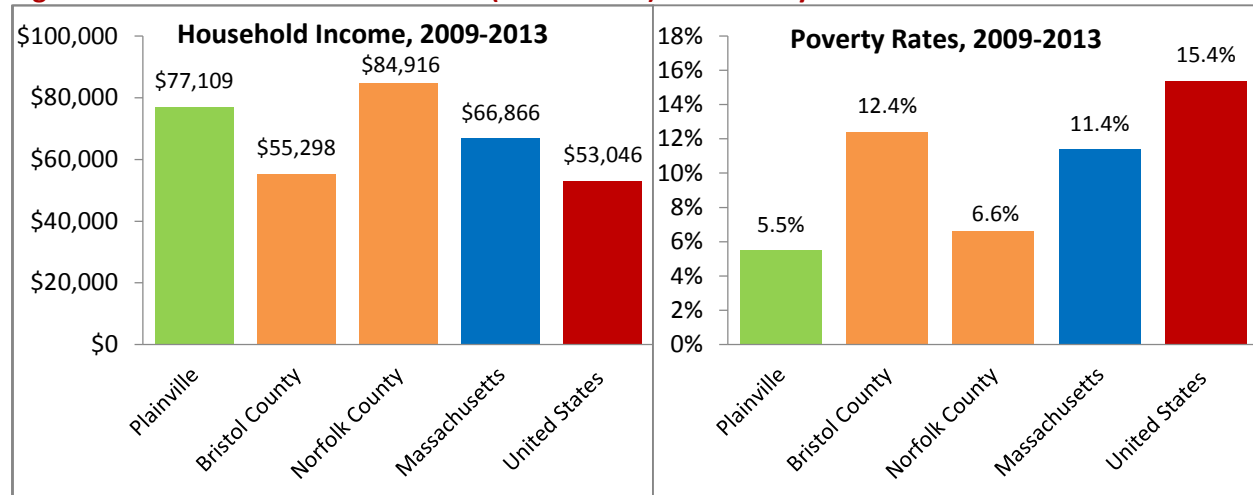 Household Income, 2009-2013
$100,000
$80,000
$60,000
$40,000
$20,000
$0
$77,109
$55,298
$84,916
$66,866
$53,046
Plainville
Bristol County
Norfolk County
Massachusetts
United States
Poverty Rates, 2009-2013
18%
16%
14%
12%
10%
8%
6%
4%
2%
0%
5.5%
12.4%
6.6%
11.4%
15.4%
Plainville
Bristol County
Norfolk County
Massachusetts
United States